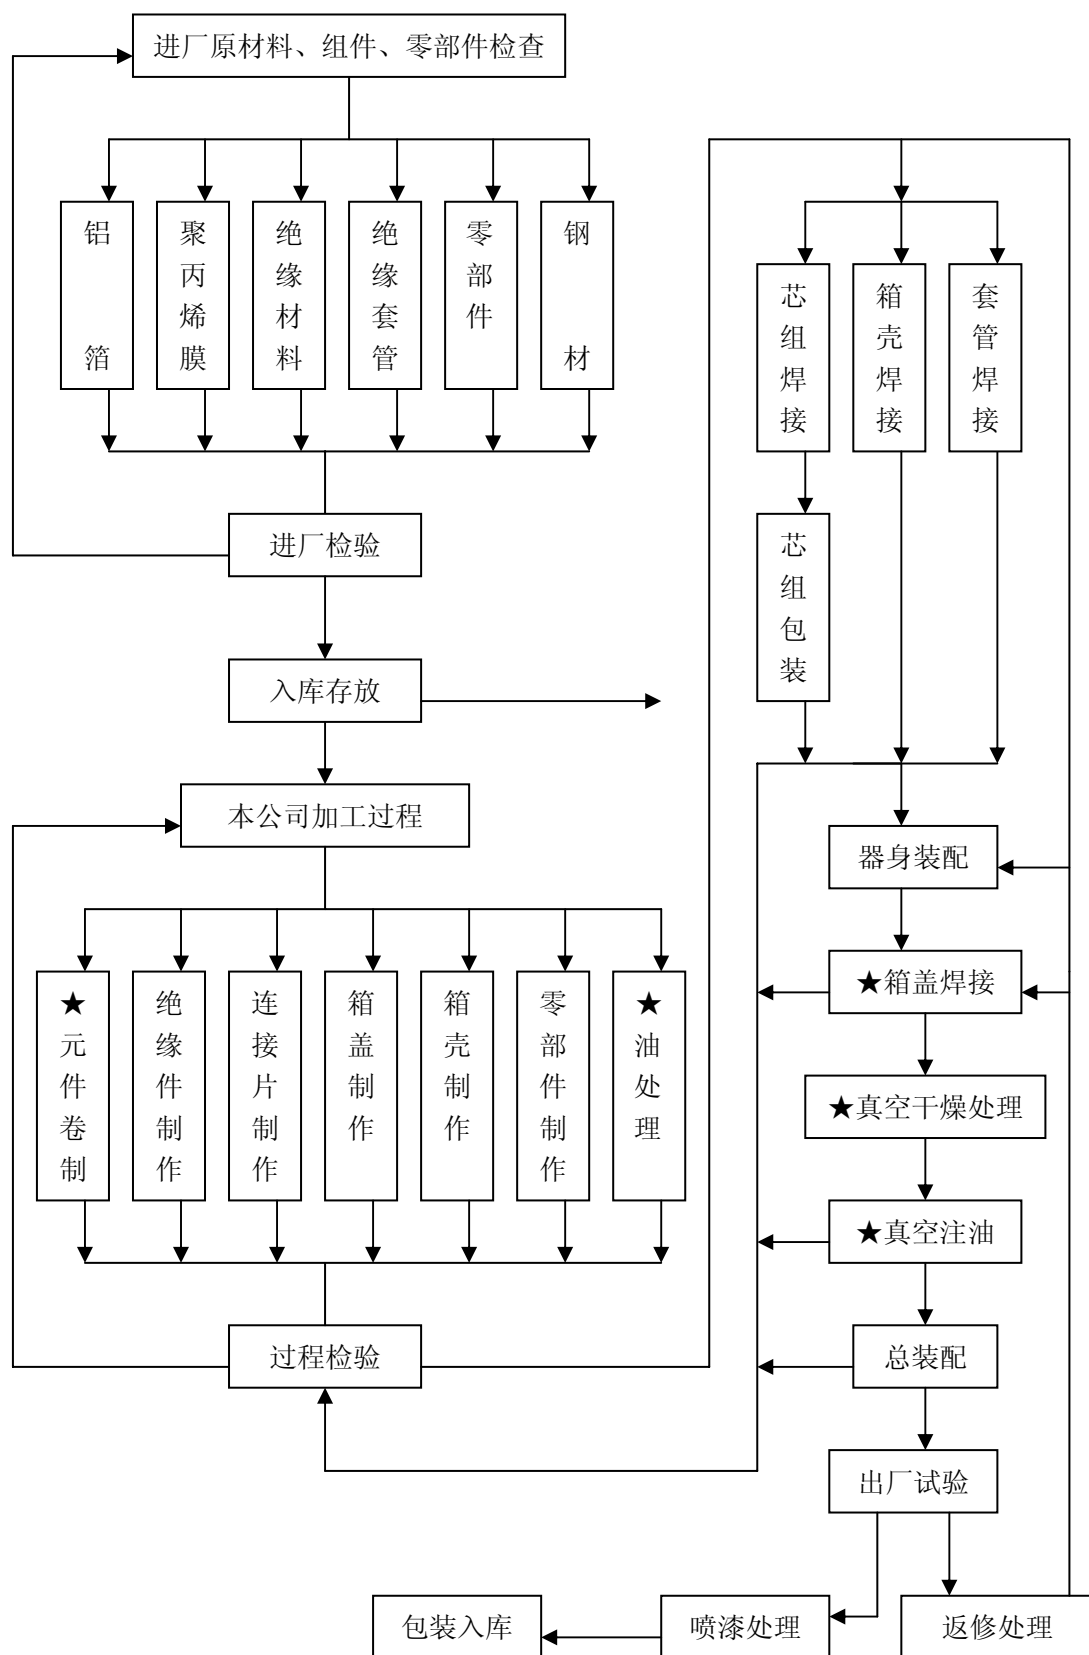 进厂原材料、组件、零部件检查
铝箔
聚丙烯膜
绝缘材料
绝缘套管
零部件
钢材
进厂检验
入库存放
本公司加工过程
★元件卷制
绝缘件制作
连接片制作
箱盖制作
箱壳制作
零部件制作
★油处理
过程检验
芯组焊接
箱壳焊接
套管焊接
芯组包装
器身装配
★箱盖焊接
★真空干燥处理
★真空注油
总装配
出厂试验
包装入库
喷漆处理
返修处理